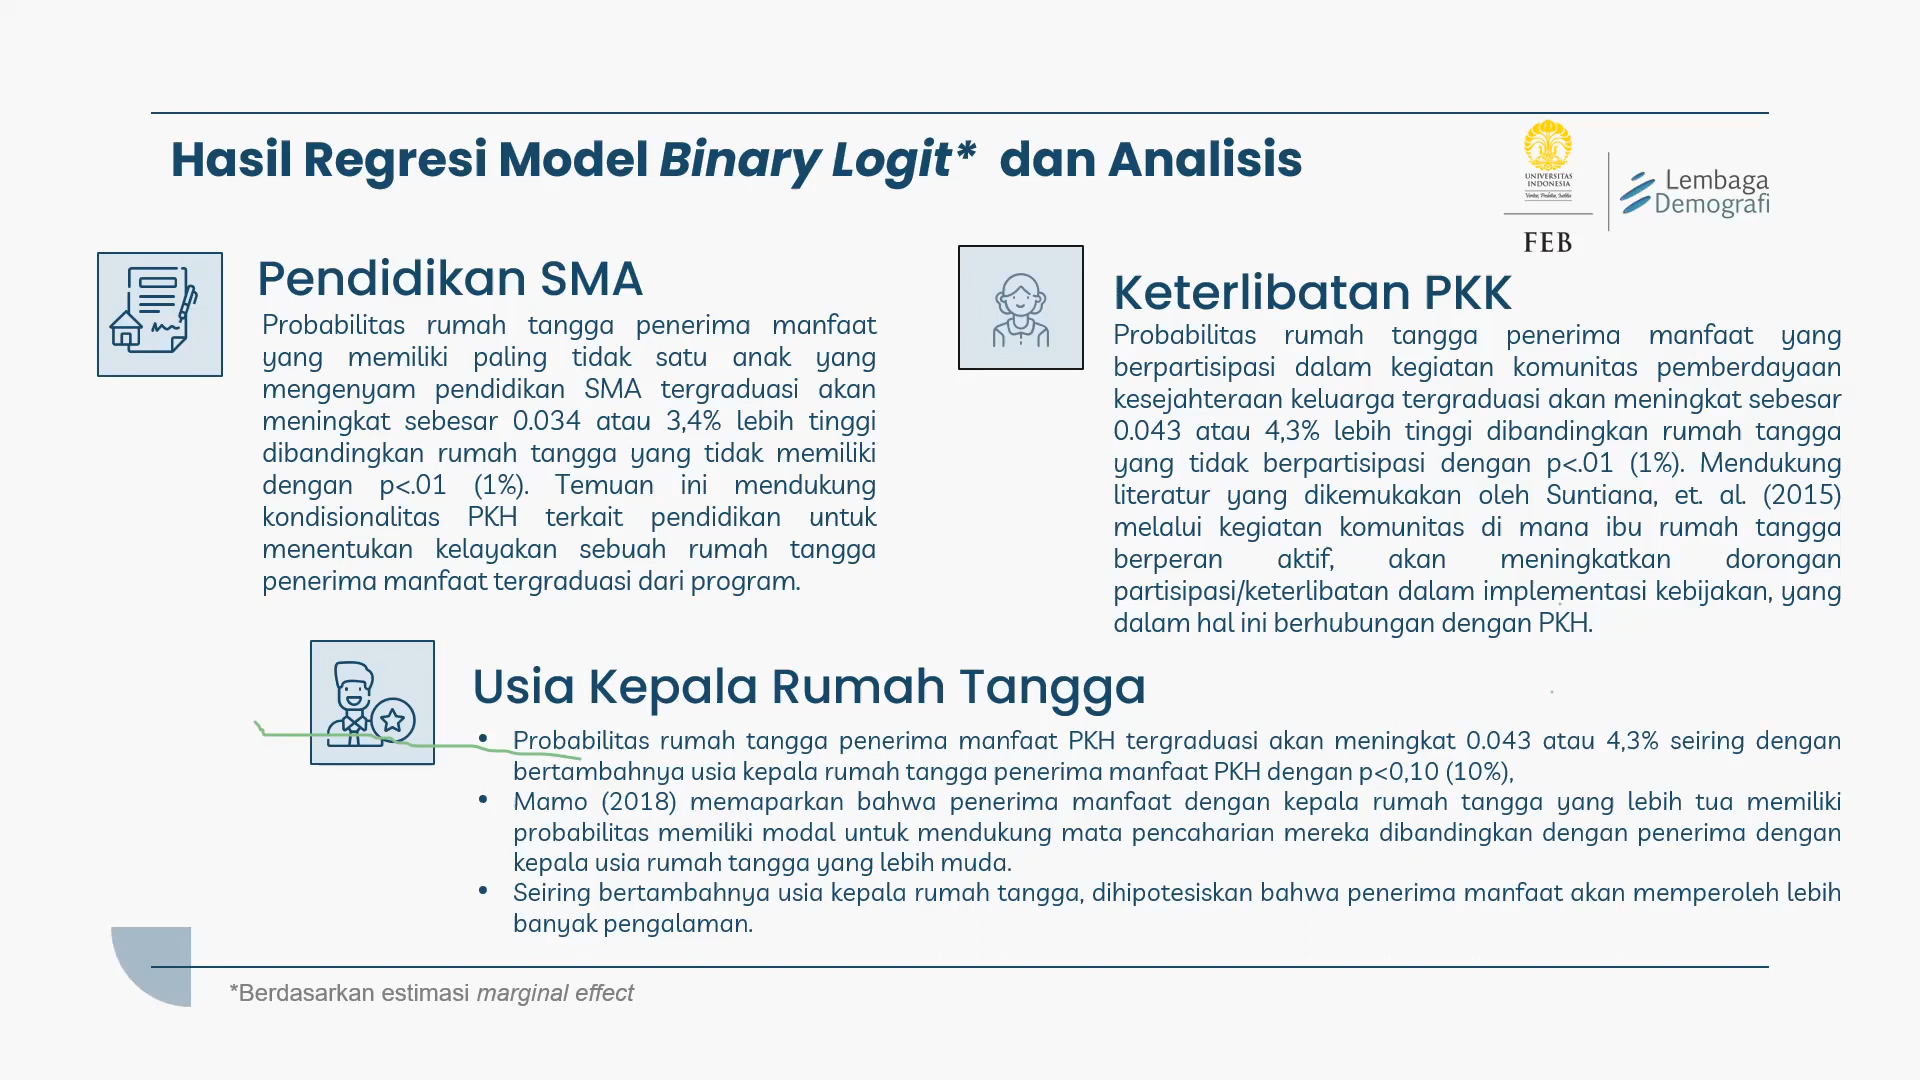 Hasil Regresi Model Binary Logit* dan Analisis
UNIVERSITAS
INDONESIA
Veritas, Probitas, Iustitia
FEB
Lembaga
Demografi
Pendidikan SMA
Probabilitas rumah tangga penerima manfaat
yang memiliki paling tidak satu anak yang
mengenyam pendidikan SMA tergraduasi akan
meningkat sebesar 0.034 atau 3,4% lebih tinggi
dibandingkan rumah tangga yang tidak memiliki
dengan p<.01 (1%). Temuan ini mendukung
kondisionalitas PKH terkait pendidikan untuk
menentukan kelayakan sebuah rumah tangga
penerima manfaat tergraduasi dari program.
Keterlibatan PKK
Probabilitas rumah tangga penerima manfaat yang
berpartisipasi dalam kegiatan komunitas pemberdayaan
kesejahteraan keluarga tergraduasi akan meningkat sebesar
0.043 atau 4,3% lebih tinggi dibandingkan rumah tangga
yang tidak berpartisipasi dengan p<.01 (1%). Mendukung
literatur yang dikemukakan oleh Suntiana, et. al. (2015)
melalui kegiatan komunitas di mana ibu rumah tangga
berperan aktif, akan meningkatkan dorongan
partisipasi/keterlibatan dalam implementasi kebijakan, yang
dalam hal ini berhubungan dengan PKH.
Usia Kepala Rumah Tangga
• Probabilitas rumah tangga penerima manfaat PKH tergraduasi akan meningkat 0.043 atau 4,3% seiring dengan
bertambahnya usia kepala rumah tangga penerima manfaat PKH dengan p<0,10 (10%),
• Mamo (2018) memaparkan bahwa penerima manfaat dengan kepala rumah tangga yang lebih tua memiliki
probabilitas memiliki modal untuk mendukung mata pencaharian mereka dibandingkan dengan penerima dengan
kepala usia rumah tangga yang lebih muda.
• Seiring bertambahnya usia kepala rumah tangga, dihipotesiskan bahwa penerima manfaat akan memperoleh lebih
banyak pengalaman.
*Berdasarkan estimasi marginal effect